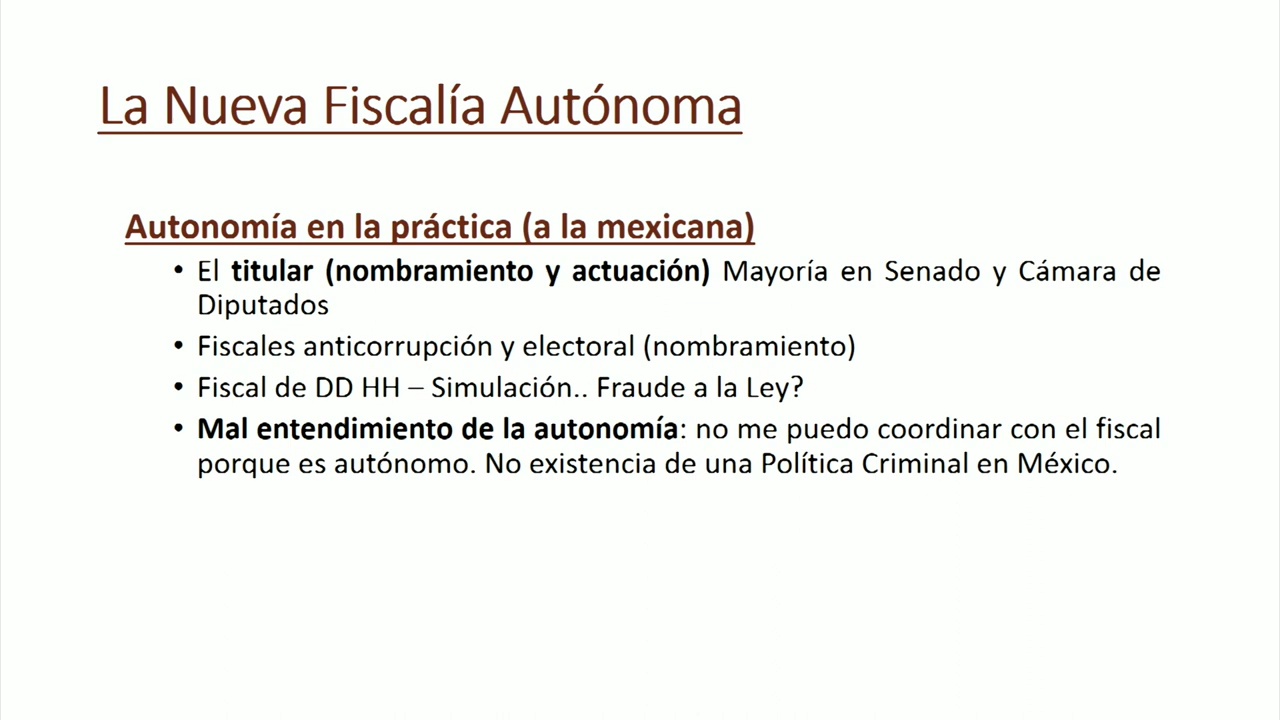 La Nueva Fiscalía Autónoma
Autonomía en la práctica (a la mexicana)
• El titular (nombramiento y actuación) Mayoría en Senado y Cámara de
Diputados
• Fiscales anticorrupción y electoral (nombramiento)
• Fiscal de DD HH – Simulación.. Fraude a la Ley?
• Mal entendimiento de la autonomía: no me puedo coordinar con el fiscal
porque es autónomo. No existencia de una Política Criminal en México.